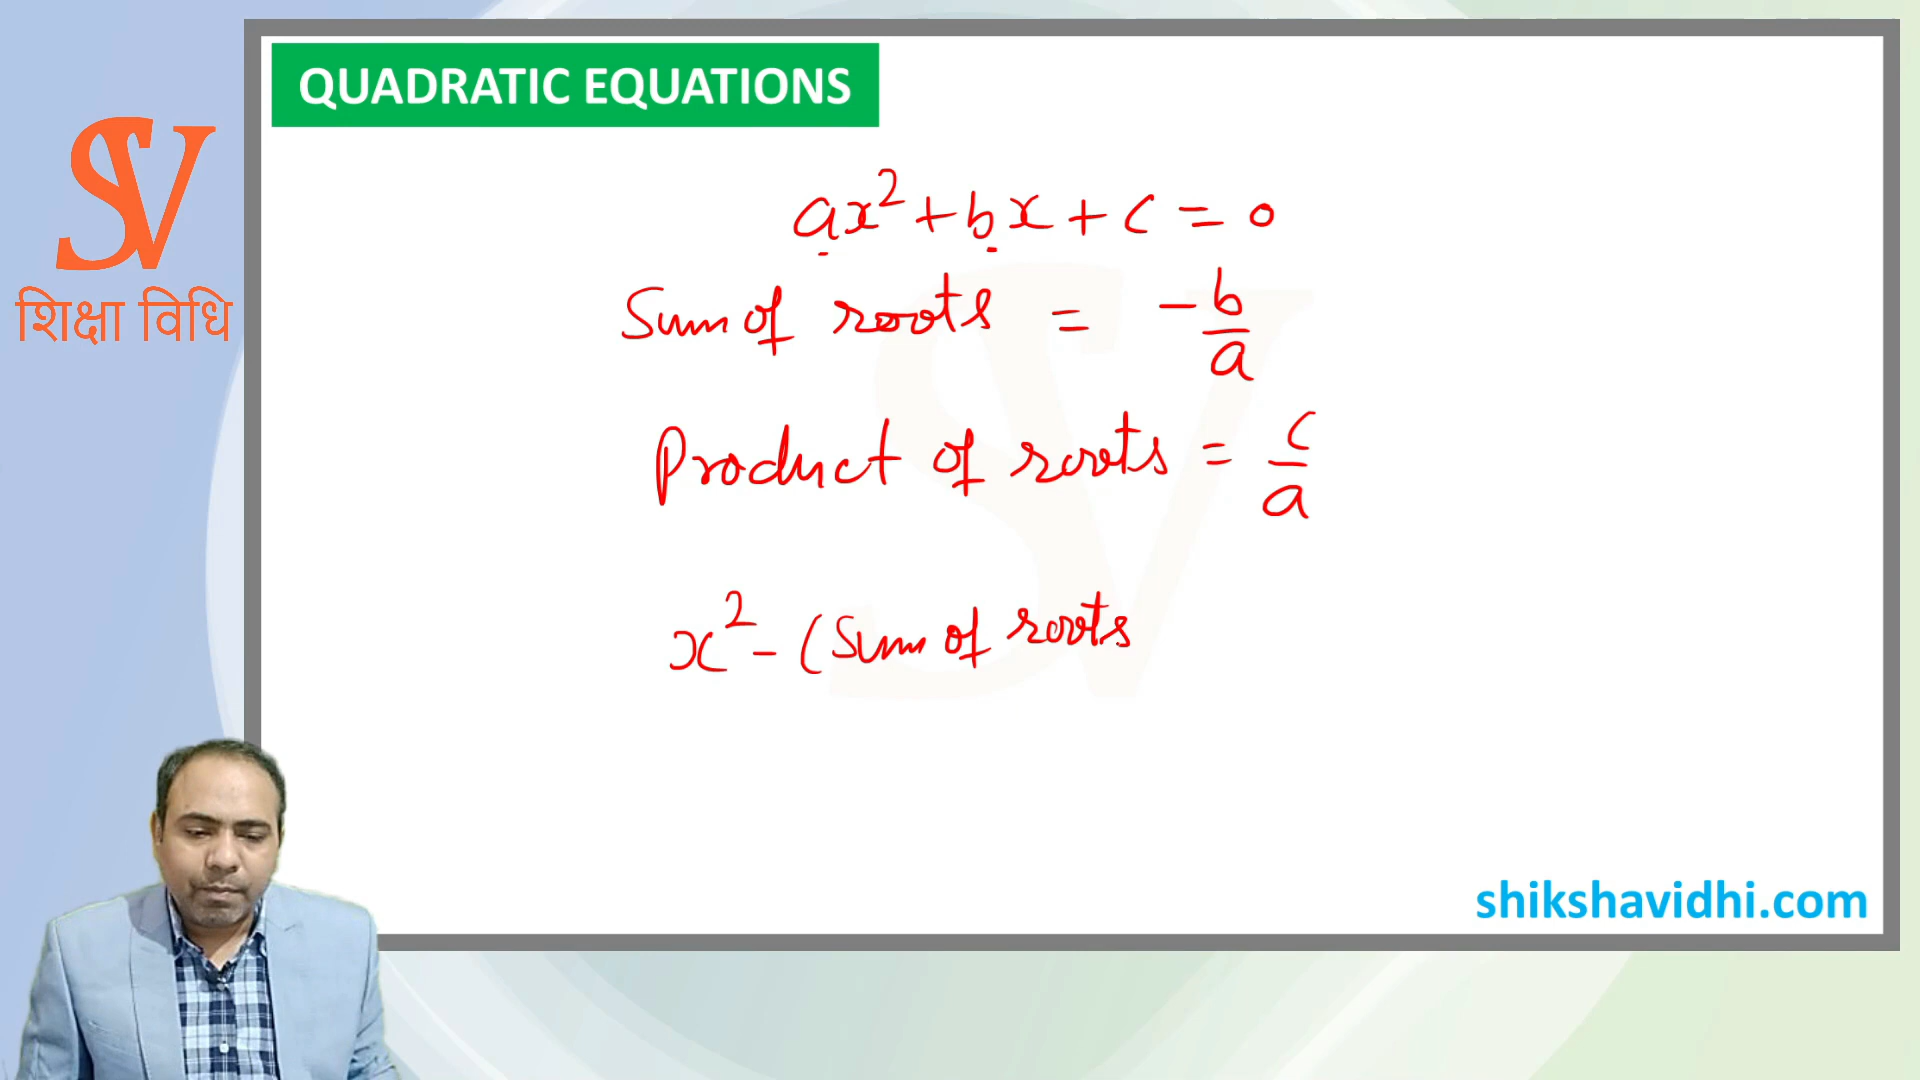 QUADRATIC EQUATIONS
SV
शिक्षा विधि
ax² + bx + c = 0
Sum of roots = -b/a
Product of roots = c/a
x² - (Sum of roots
shikshavidhi.com